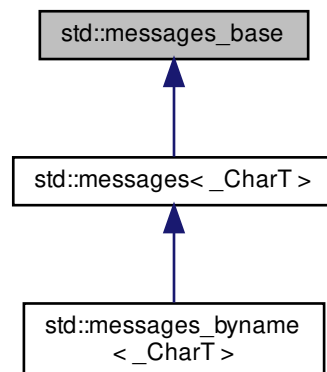 std::messages_base
std::messages< _CharT >
std::messages_byname
< _CharT >